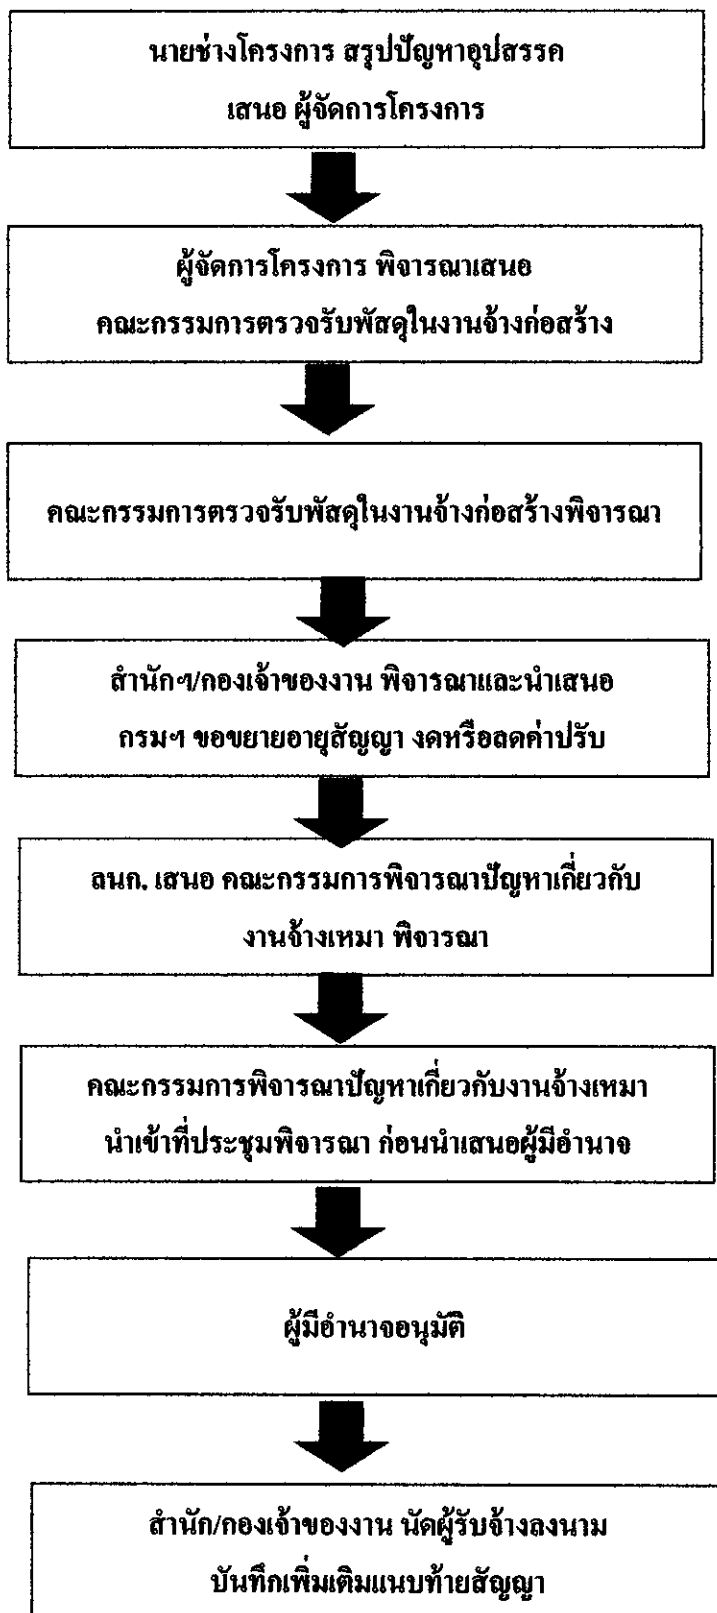 นายช่างโครงการ สรุปปัญหาอุปสรรค
เสนอ ผู้จัดการโครงการ
ผู้จัดการโครงการ พิจารณาเสนอ
คณะกรรมการตรวจรับพัสดุในงานจ้างก่อสร้าง
คณะกรรมการตรวจรับพัสดุในงานจ้างก่อสร้างพิจารณา
สำนักฯ/กองเจ้าของงาน พิจารณาและนำเสนอ
กรมฯ ขอขยายอายุสัญญา งดหรือลดค่าปรับ
ลนก. เสนอ คณะกรรมการพิจารณาปัญหาเกี่ยวกับ
งานจ้างเหมา พิจารณา
คณะกรรมการพิจารณาปัญหาเกี่ยวกับงานจ้างเหมา
นำเข้าที่ประชุมพิจารณา ก่อนนำเสนอผู้มีอำนาจ
ผู้มีอำนาจอนุมัติ
สำนัก/กองเจ้าของงาน นัดผู้รับจ้างลงนาม
บันทึกเพิ่มเติมแนบท้ายสัญญา